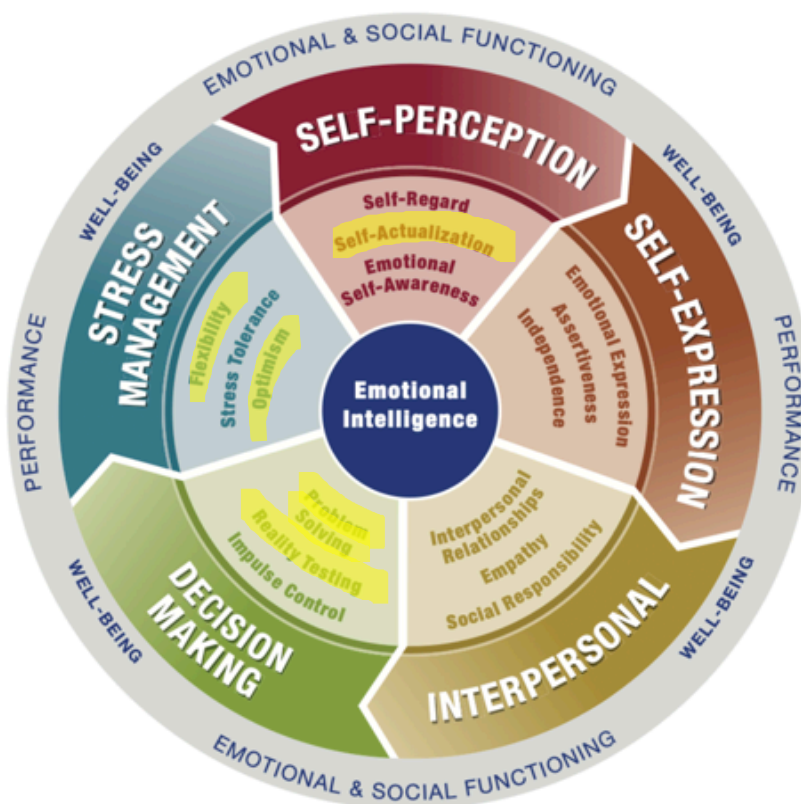 EMOTIONAL & SOCIAL FUNCTIONING
WELL-BEING
WELL-BEING
PERFORMANCE
PERFORMANCE
WELL-BEING
WELL-BEING
EMOTIONAL & SOCIAL FUNCTIONING
SELF-PERCEPTION
Self-Regard
Self-Actualization
Emotional
Self-Awareness
SELF-EXPRESSION
Emotional Expression
Assertiveness
Independence
INTERPERSONAL
Interpersonal
Relationships
Empathy
Social Responsibility
DECISION
MAKING
Problem
Solving
Reality Testing
Impulse Control
STRESS
MANAGEMENT
Flexibility
Stress Tolerance
Optimism
Emotional
Intelligence